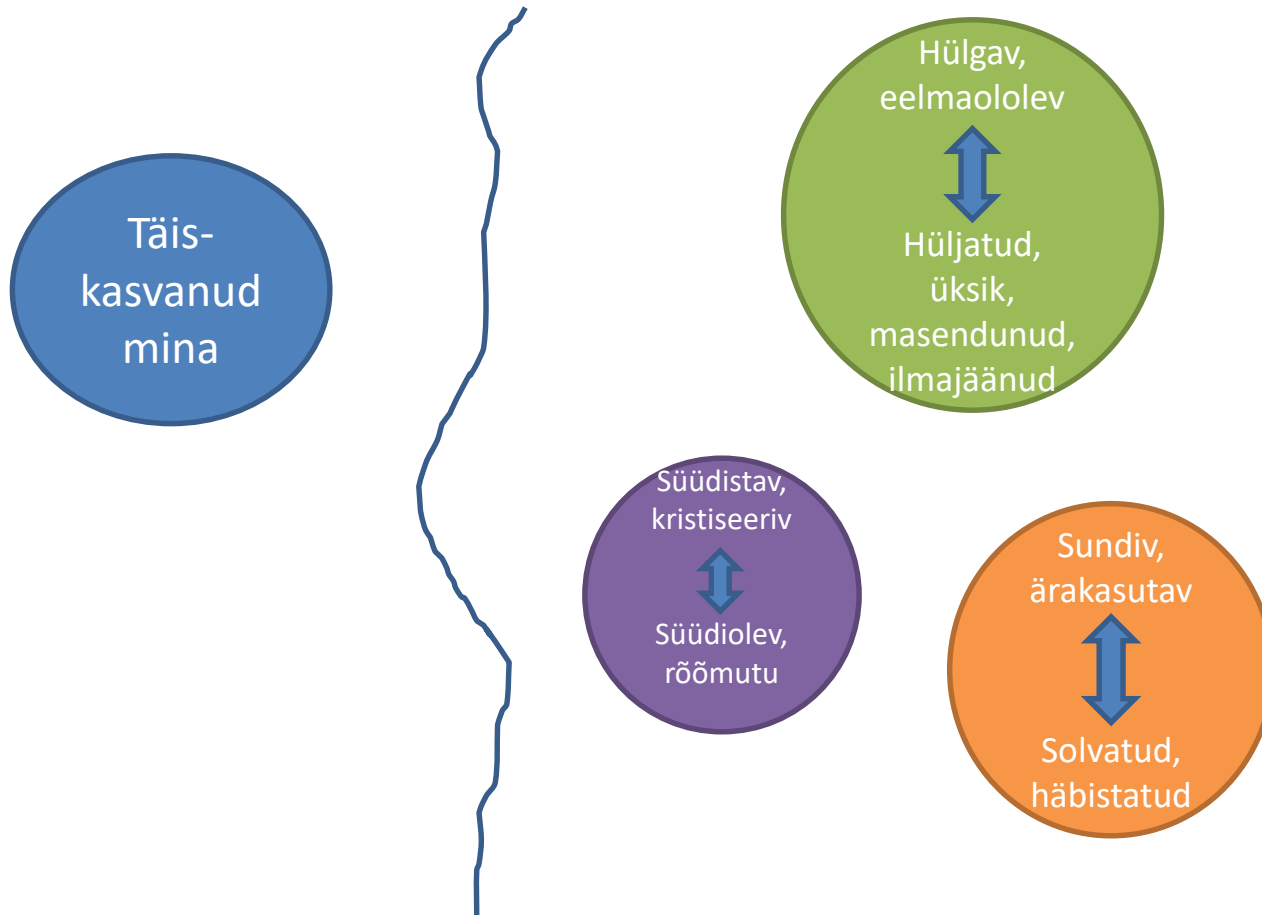 Täis-
kasvanud
mina
Hülgav,
eelmaololev
Hüljatud,
üksik,
masendunud,
ilmajäänud
Süüdistav,
kristiseeriv
Süüdiolev,
rõõmutu
Sundiv,
ärakasutav
Solvatud,
häbistatud